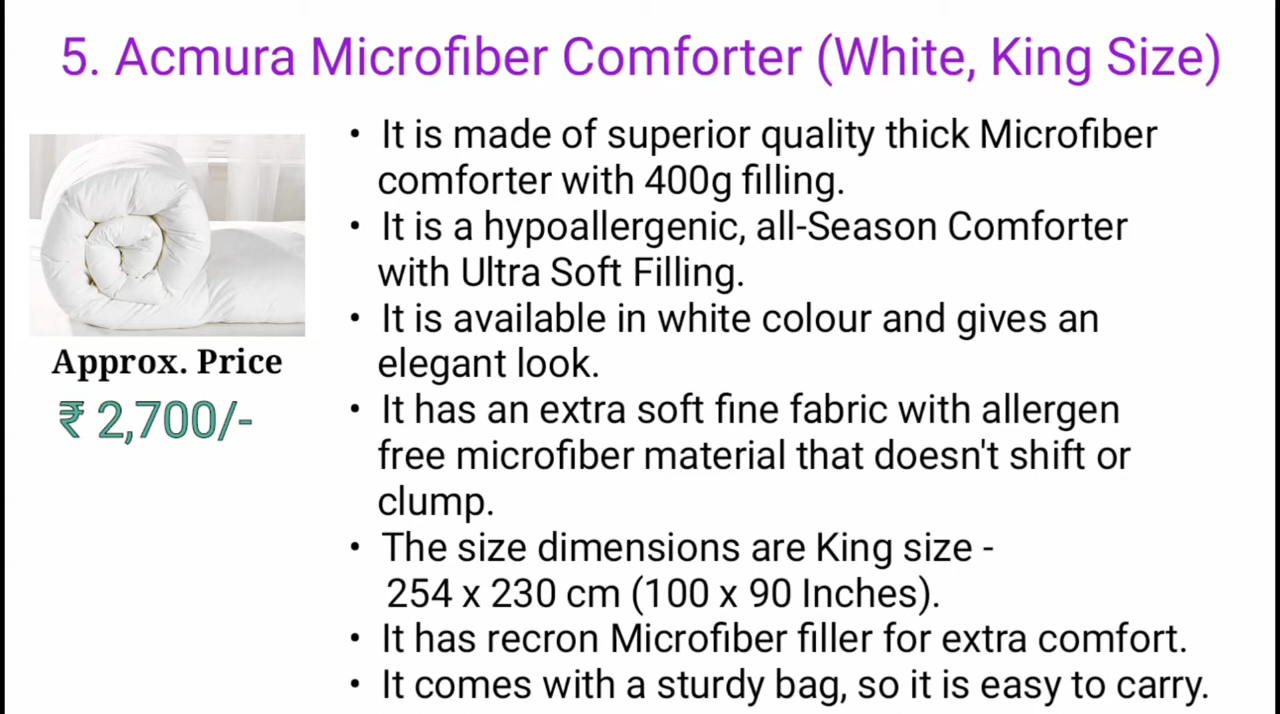 5. Acmura Microfiber Comforter (White, King Size)
• It is made of superior quality thick Microfiber
comforter with 400g filling.
• It is a hypoallergenic, all-Season Comforter
with Ultra Soft Filling.
• It is available in white colour and gives an
elegant look.
• It has an extra soft fine fabric with allergen
free microfiber material that doesn't shift or
clump.
• The size dimensions are King size -
254 x 230 cm (100 x 90 Inches).
• It has recron Microfiber filler for extra comfort.
• It comes with a sturdy bag, so it is easy to carry.
Approx. Price
₹ 2,700/-